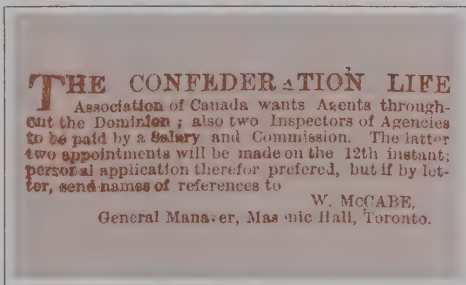 THE CONFEDERATION LIFE
Association of Canada wants Agents through-
out the Dominion ; also two Inspectors of Agencies
to be paid by a Salary and Commission. The latter
two appointments will be made on the 12th instant;
personal application therefor prefered, but if by let-
ter, send names of references to
W. McCABE,
General Manager, Masonic Hall, Toronto.